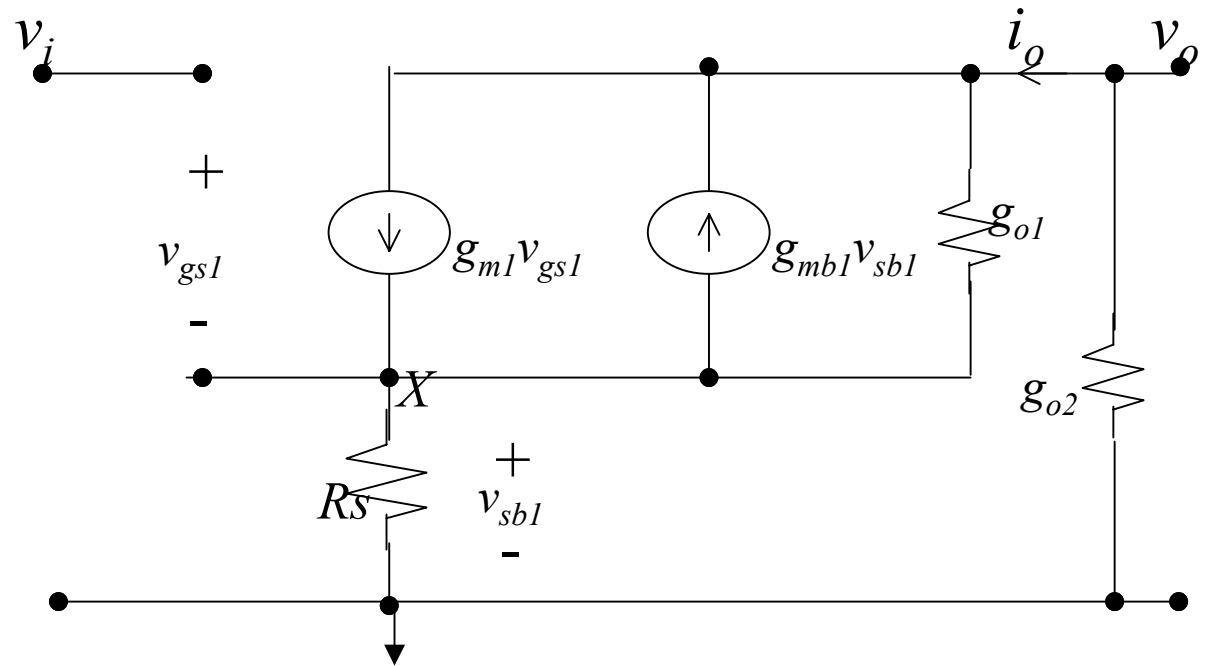 v_i
i_o
v_o
+
v_gs1
-
g_m1v_gs1
g_mb1v_sb1
g_o1
X
g_o2
Rs
+
v_sb1
-